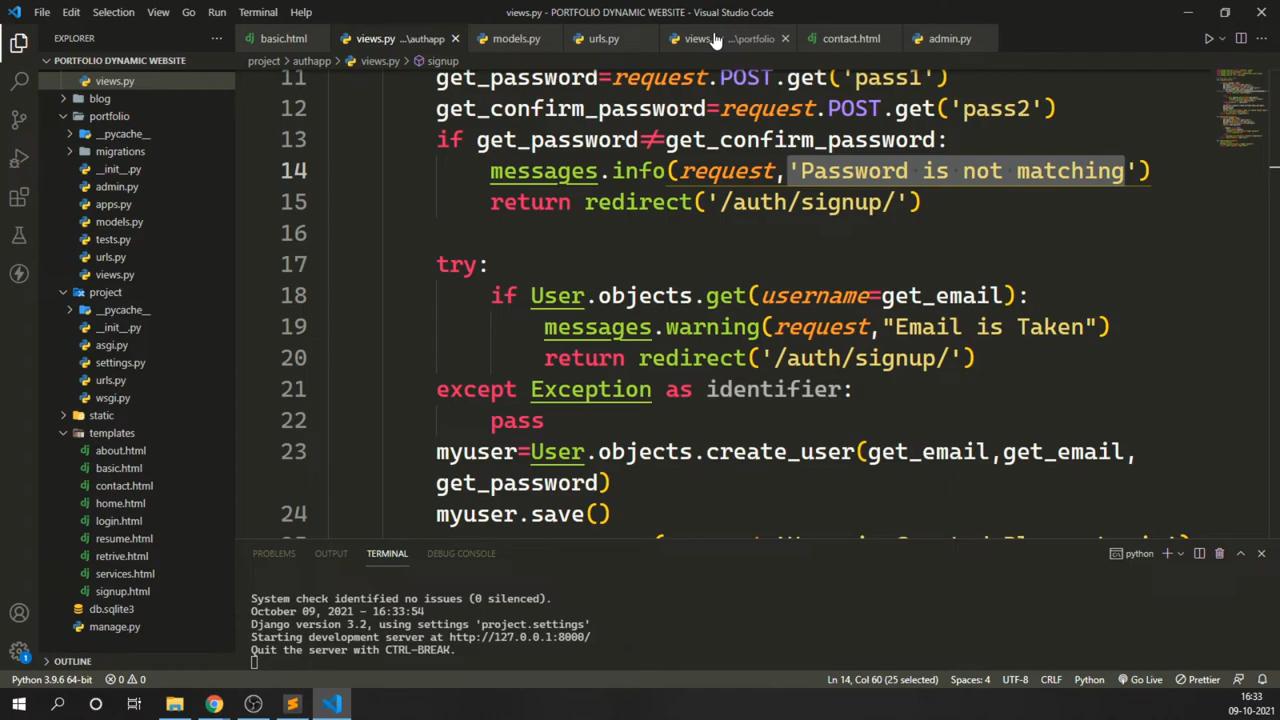 File Edit Selection View Go Run Terminal Help
views.py - PORTFOLIO DYNAMIC WEBSITE - Visual Studio Code
EXPLORER
basic.html
views.py ...\authapp
models.py
urls.py
views.py ...\portfolio
contact.html
admin.py
PORTFOLIO DYNAMIC WEBSITE
project > authapp > views.py > signup
views.py
blog
portfolio
__pycache__
migrations
__init__.py
admin.py
apps.py
models.py
tests.py
urls.py
views.py
project
__pycache__
__init__.py
asgi.py
settings.py
urls.py
wsgi.py
static
templates
about.html
basic.html
contact.html
home.html
login.html
resume.html
retrive.html
services.html
signup.html
db.sqlite3
manage.py
OUTLINE
11 get_password=request.POST.get('pass1')
12 get_confirm_password=request.POST.get('pass2')
13 if get_password!=get_confirm_password:
14 messages.info(request,'Password is not matching')
15 return redirect('/auth/signup/')
16
17 try:
18 if User.objects.get(username=get_email):
19 messages.warning(request,"Email is Taken")
20 return redirect('/auth/signup/')
21 except Exception as identifier:
22 pass
23 myuser=User.objects.create_user(get_email,get_email,
get_password)
24 myuser.save()
PROBLEMS OUTPUT TERMINAL DEBUG CONSOLE
python
System check identified no issues (0 silenced).
October 09, 2021 - 16:33:54
Django version 3.2, using settings 'project.settings'
Starting development server at http://127.0.0.1:8000/
Quit the server with CTRL-BREAK.
Python 3.9.6 64-bit 0 0
Ln 14, Col 60 (25 selected) Spaces: 4 UTF-8 CRLF Python Go Live Prettier
16:33
09-10-2021